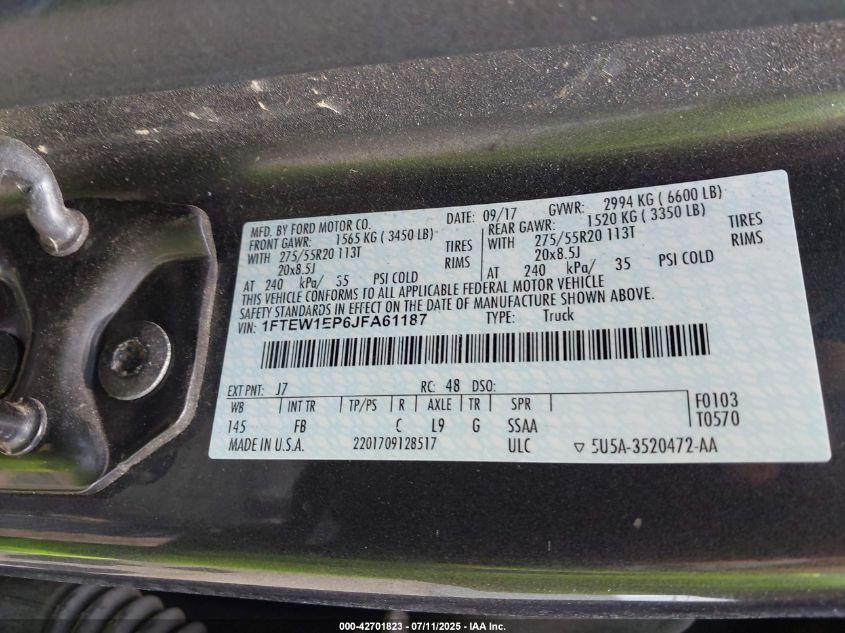 MFD. BY FORD MOTOR CO. DATE: 09/17 GVWR: 2994 KG ( 6600 LB)
FRONT GAWR: 1565 KG ( 3450 LB) REAR GAWR: 1520 KG ( 3350 LB)
WITH 275/55R20 113T TIRES WITH 275/55R20 113T TIRES
20x8.5J RIMS 20x8.5J RIMS
AT 240 kPa/ 35 PSI COLD AT 240 kPa/ 35 PSI COLD
THIS VEHICLE CONFORMS TO ALL APPLICABLE FEDERAL MOTOR VEHICLE
SAFETY STANDARDS IN EFFECT ON THE DATE OF MANUFACTURE SHOWN ABOVE.
VIN: 1FTEW1EP6JFA61187 TYPE: Truck
EXT PNT: J7 RC: 48 DSO:
WB INT TR TP/PS R AXLE TR SPR F0103
145 FB C L9 G SSAA T0570
MADE IN U.S.A. 2201709128517 ULC ▽ 5U5A-3520472-AA
000-42701823 - 07/11/2025 - IAA Inc.